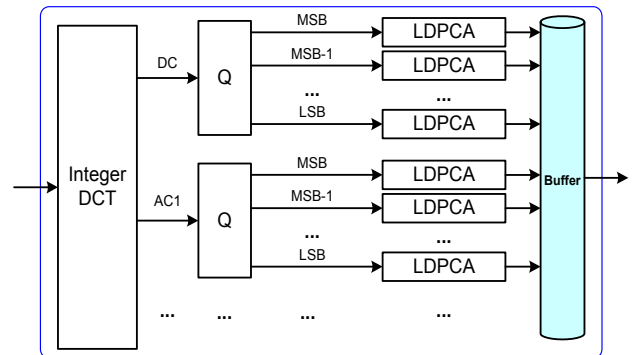 MSB LDPCA
DC MSB-1 LDPCA
Q
... ...
LSB LDPCA
Integer
DCT
MSB LDPCA
Buffer
AC1 MSB-1 LDPCA
Q
... ...
LSB LDPCA
... ... ... ...